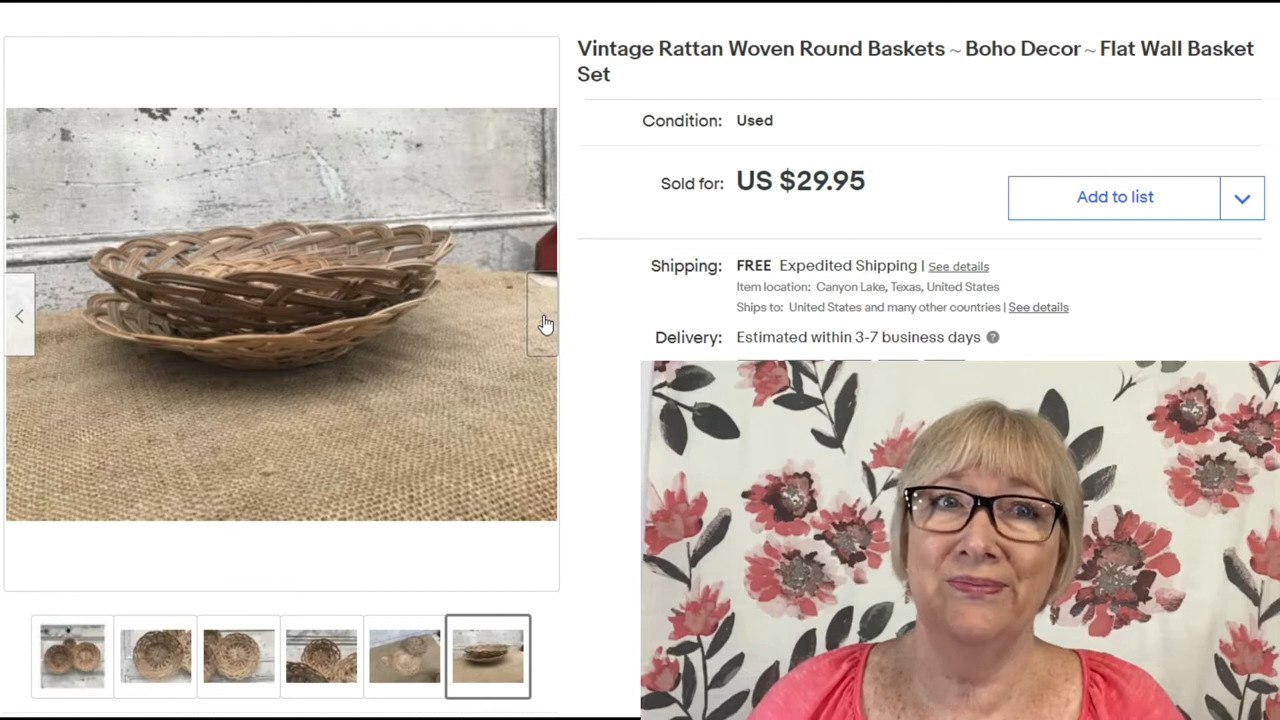 Vintage Rattan Woven Round Baskets ~ Boho Decor ~ Flat Wall Basket
Set
Condition: Used
Sold for: US $29.95
Add to list
Shipping: FREE Expedited Shipping | See details
Item location: Canyon Lake, Texas, United States
Ships to: United States and many other countries | See details
Delivery: Estimated within 3-7 business days